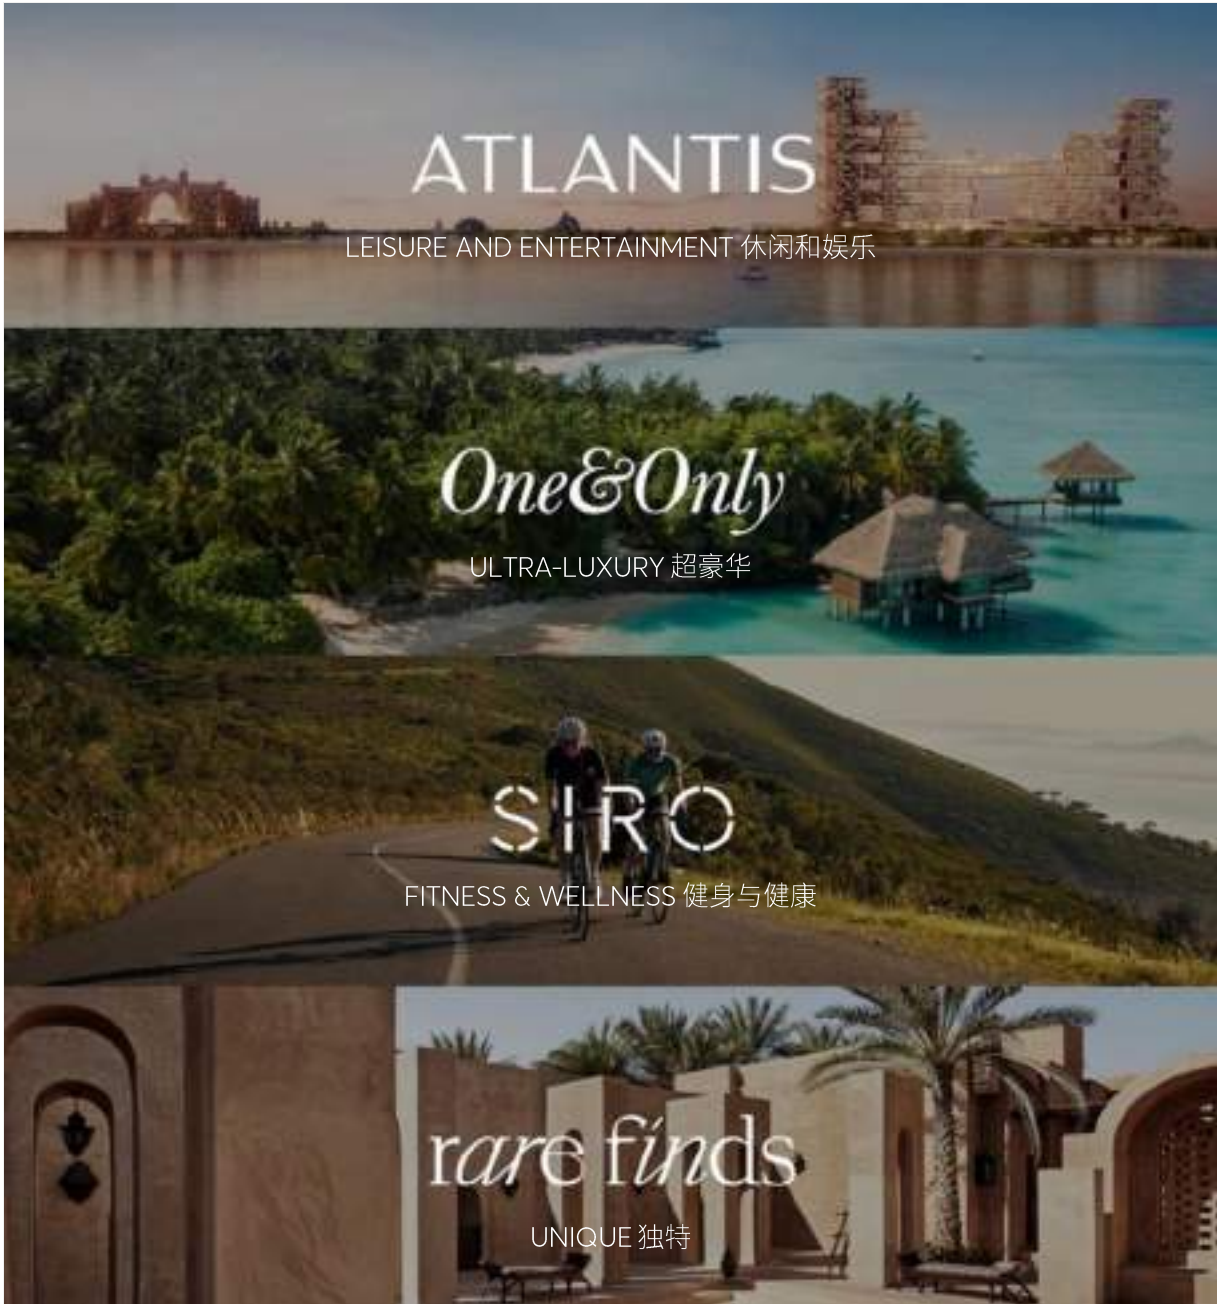 ATLANTIS
LEISURE AND ENTERTAINMENT 休闲和娱乐
One&Only
ULTRA-LUXURY 超豪华
SIRO
FITNESS & WELLNESS 健身与健康
rare finds
UNIQUE 独特